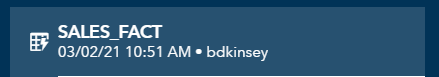 SALES_FACT
03/02/21 10:51 AM • bdkinsey